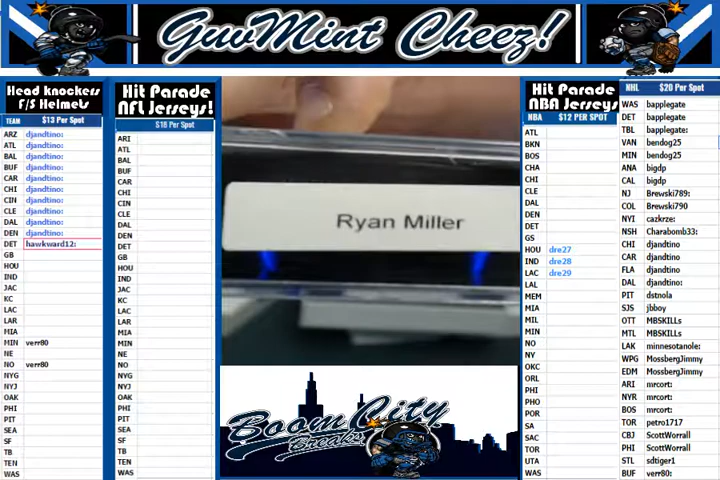 GuvMint Cheez!
Head Knockers
F/S Helmets
TEAM $13 Per Spot
ARZ djandtino:
ATL djandtino:
BAL djandtino:
BUF djandtino:
CAR djandtino:
CHI djandtino:
CIN djandtino:
CLE djandtino:
DAL djandtino:
DEN djandtino:
DET hawkward12:
GB
HOU
IND
JAC
KC
LAC
LAR
MIA
MIN verr80
NE
NO verr80
NYG
NYJ
OAK
PHI
PIT
SEA
SF
TB
TEN
WAS
Hit Parade
NFL Jerseys!
$18 Per Spot
ARI
ATL
BAL
BUF
CAR
CHI
CIN
CLE
DAL
DEN
DET
GB
HOU
IND
JAC
KC
LAC
LAR
MIA
MIN
NE
NO
NYG
NYJ
OAK
PHI
PIT
SEA
SF
TB
TEN
WAS
Ryan Miller
Boom City
Breaks
Hit Parade
NBA Jerseys
NBA $12 PER SPOT
ATL
BKN
BOS
CHA
CHI
CLE
DAL
DEN
DET
GS
HOU dre27
IND dre28
LAC dre29
LAL
MEM
MIA
MIL
MIN
NO
NY
OKC
ORL
PHI
PHO
POR
SA
SAC
TOR
UTA
WAS
NHL $20 Per Spot
WAS bapplegate
DET bapplegate
TBL bapplegate:
VAN bendog25
MIN bendog25
ANA bigdp
CAL bigdp
NJ Brewski789:
COL Brewski790
NYI cazkrze:
NSH Charabomb33:
CHI djandtino
CAR djandtino
FLA djandtino
DAL djandtino:
PIT dstnola
SJS jbboy
OTT MBSKILLs
MTL MBSKILLs
LAK minnesotanole:
WPG MossbergJimmy
EDM MossbergJimmy
ARI mrcort:
NYR mrcort:
BOS mrcort:
TOR petro1717
CBJ ScottWorrall
PHI ScottWorrall
STL sdtiger1
BUF verr80: